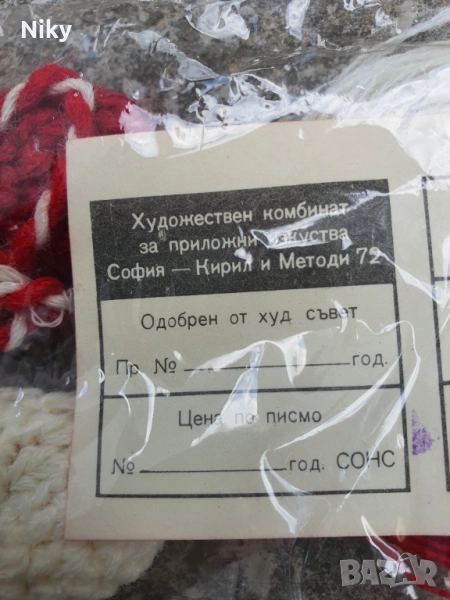 Niky
Художествен комбинат
за приложни изкуства
София — Кирил и Методи 72
Одобрен от худ. съвет
Пр. № год.
Цена по писмо
№ год. СОНС
BAZAR